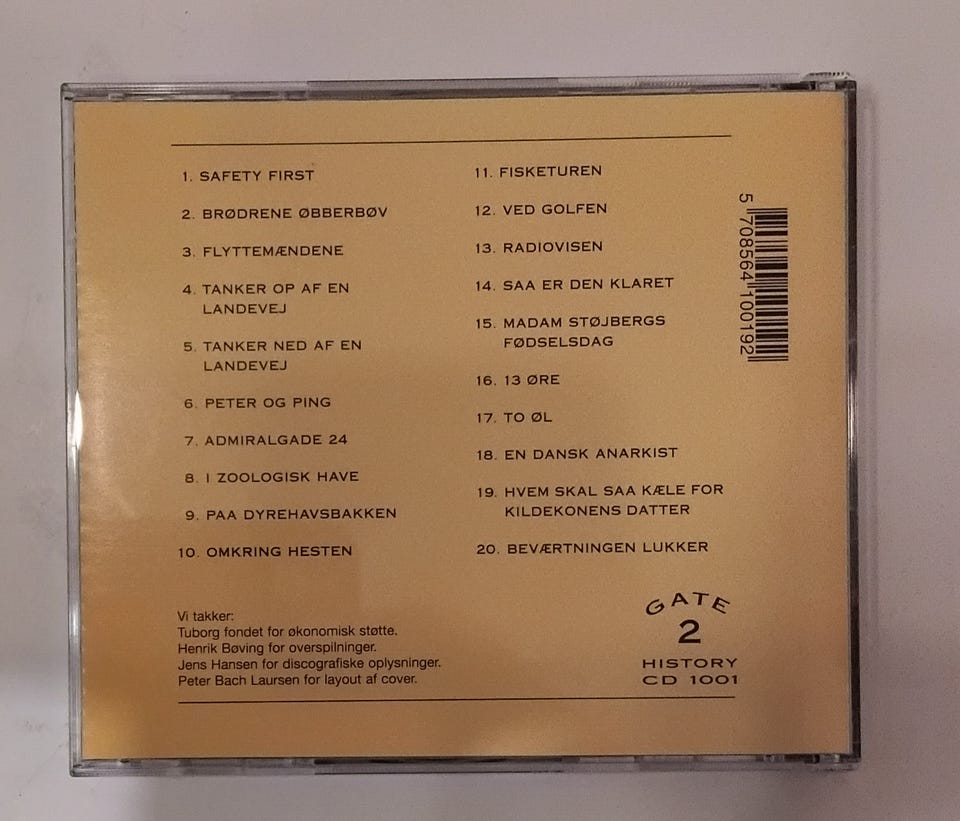 1. SAFETY FIRST
2. BRØDRENE ØBBERBØV
3. FLYTTEMÆNDENE
4. TANKER OP AF EN
LANDEVEJ
5. TANKER NED AF EN
LANDEVEJ
6. PETER OG PING
7. ADMIRALGADE 24
8. I ZOOLOGISK HAVE
9. PAA DYREHAVSBAKKEN
10. OMKRING HESTEN
11. FISKETUREN
12. VED GOLFEN
13. RADIOVISEN
14. SAA ER DEN KLARET
15. MADAM STØJBERGS
FØDSELSDAG
16. 13 ØRE
17. TO ØL
18. EN DANSK ANARKIST
19. HVEM SKAL SAA KÆLE FOR
KILDEKONENS DATTER
20. BEVÆRTNINGEN LUKKER
5 708564 100192
Vi takker:
Tuborg fondet for økonomisk støtte.
Henrik Bøving for overspilninger.
Jens Hansen for discografiske oplysninger.
Peter Bach Laursen for layout af cover.
GATE
2
HISTORY
CD 1001